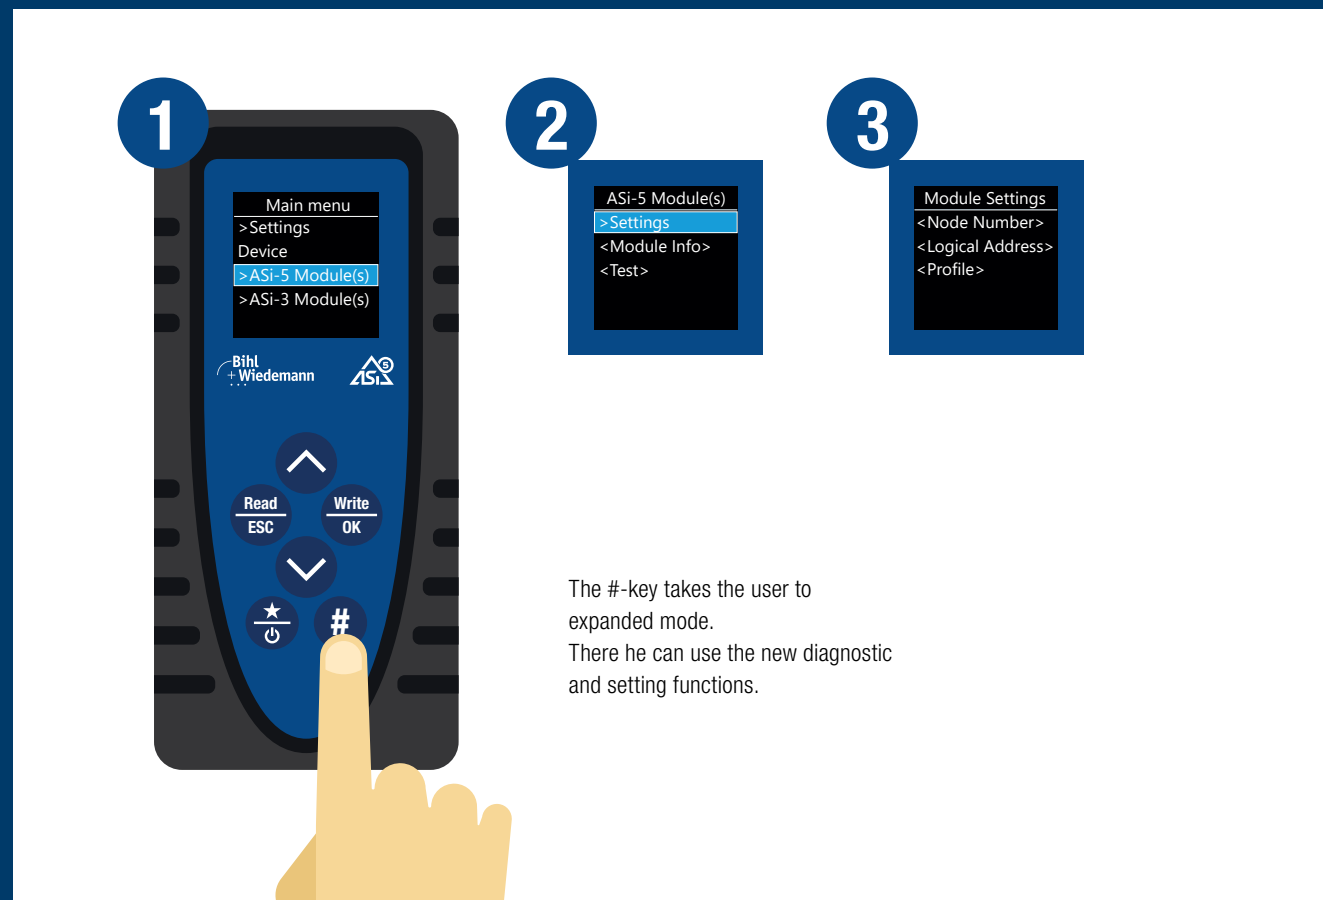 1
Main menu
>Settings
Device
>ASi-5 Module(s)
>ASi-3 Module(s)
Bihl
+Wiedemann
ASi 5
Read
ESC
Write
OK
#
2
ASi-5 Module(s)
>Settings
<Module Info>
<Test>
3
Module Settings
<Node Number>
<Logical Address>
<Profile>
The #-key takes the user to
expanded mode.
There he can use the new diagnostic
and setting functions.